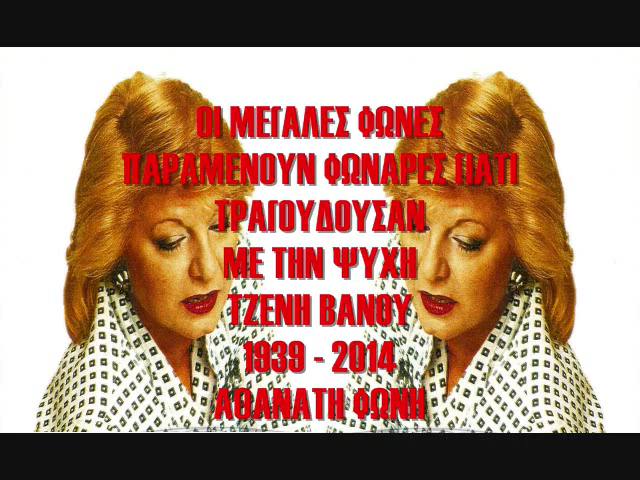 ΟΙ ΜΕΓΑΛΕΣ ΦΩΝΕΣ
ΠΑΡΑΜΕΝΟΥΝ ΦΩΝΑΡΕΣ ΓΙΑΤΙ
ΤΡΑΓΟΥΔΟΥΣΑΝ
ΜΕ ΤΗΝ ΨΥΧΗ
ΤΖΕΝΗ ΒΑΝΟΥ
1939 - 2014
ΑΘΑΝΑΤΗ ΦΩΝΗ